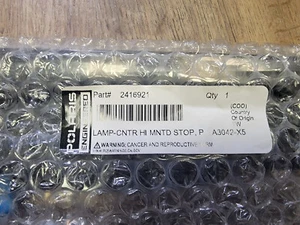 POLARIS
ENGINEERED
Part# 2416921 Qty 1
(COO)
Country
Of Origin
LAMP-CNTR HI MNTD STOP, P A3042-X5
WARNING: CANCER AND REPRODUCTIVE HARM